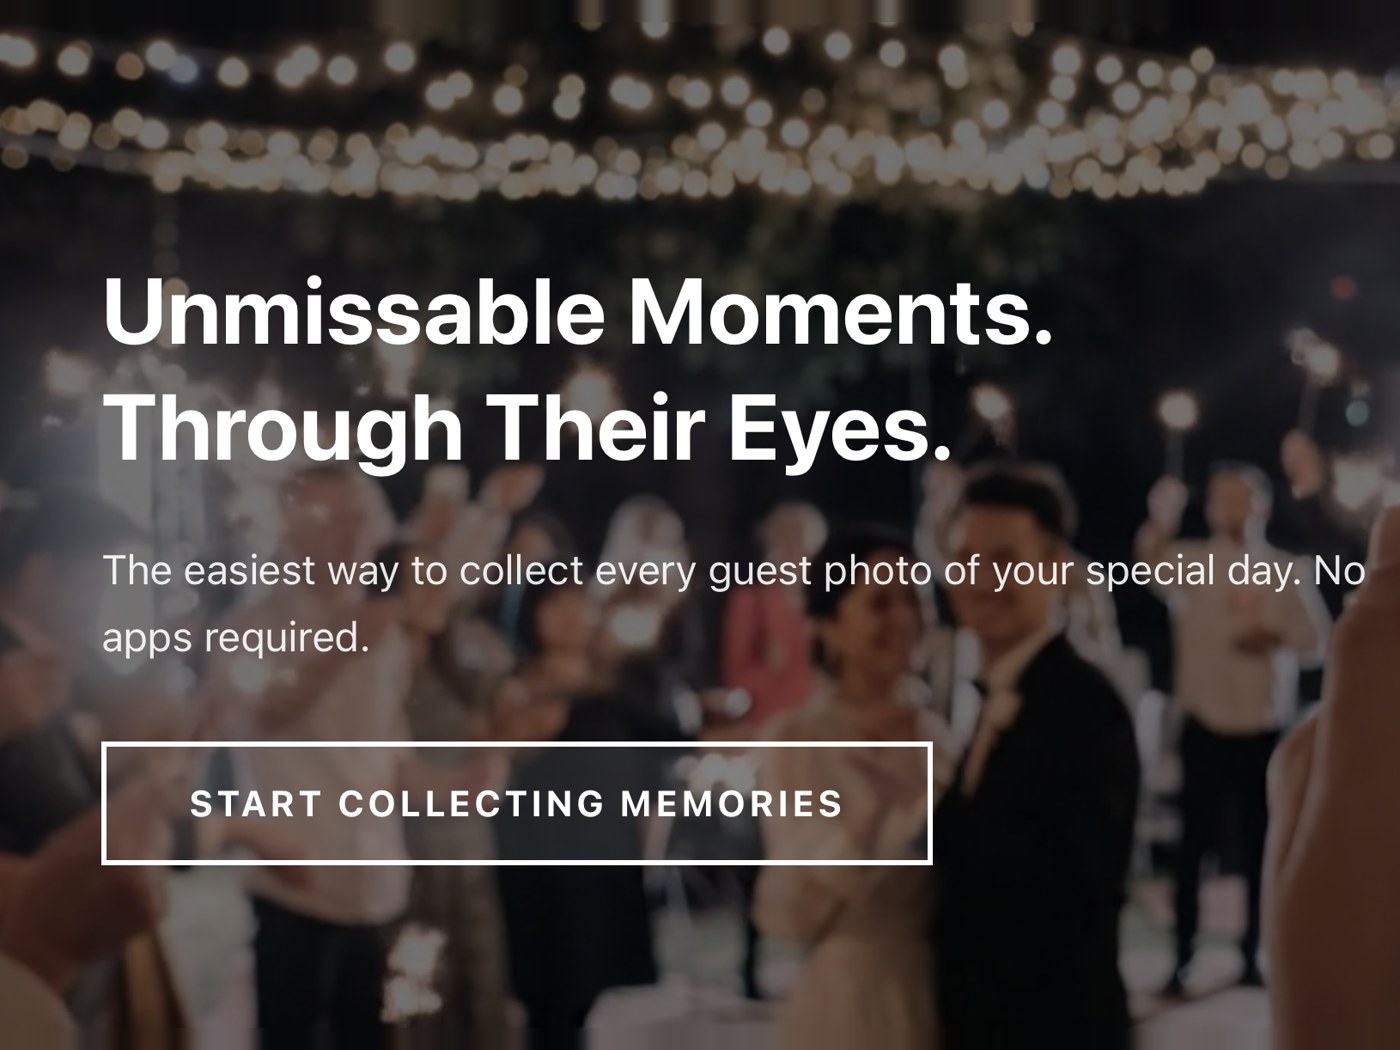 Unmissable Moments.
Through Their Eyes.
The easiest way to collect every guest photo of your special day. No
apps required.
START COLLECTING MEMORIES